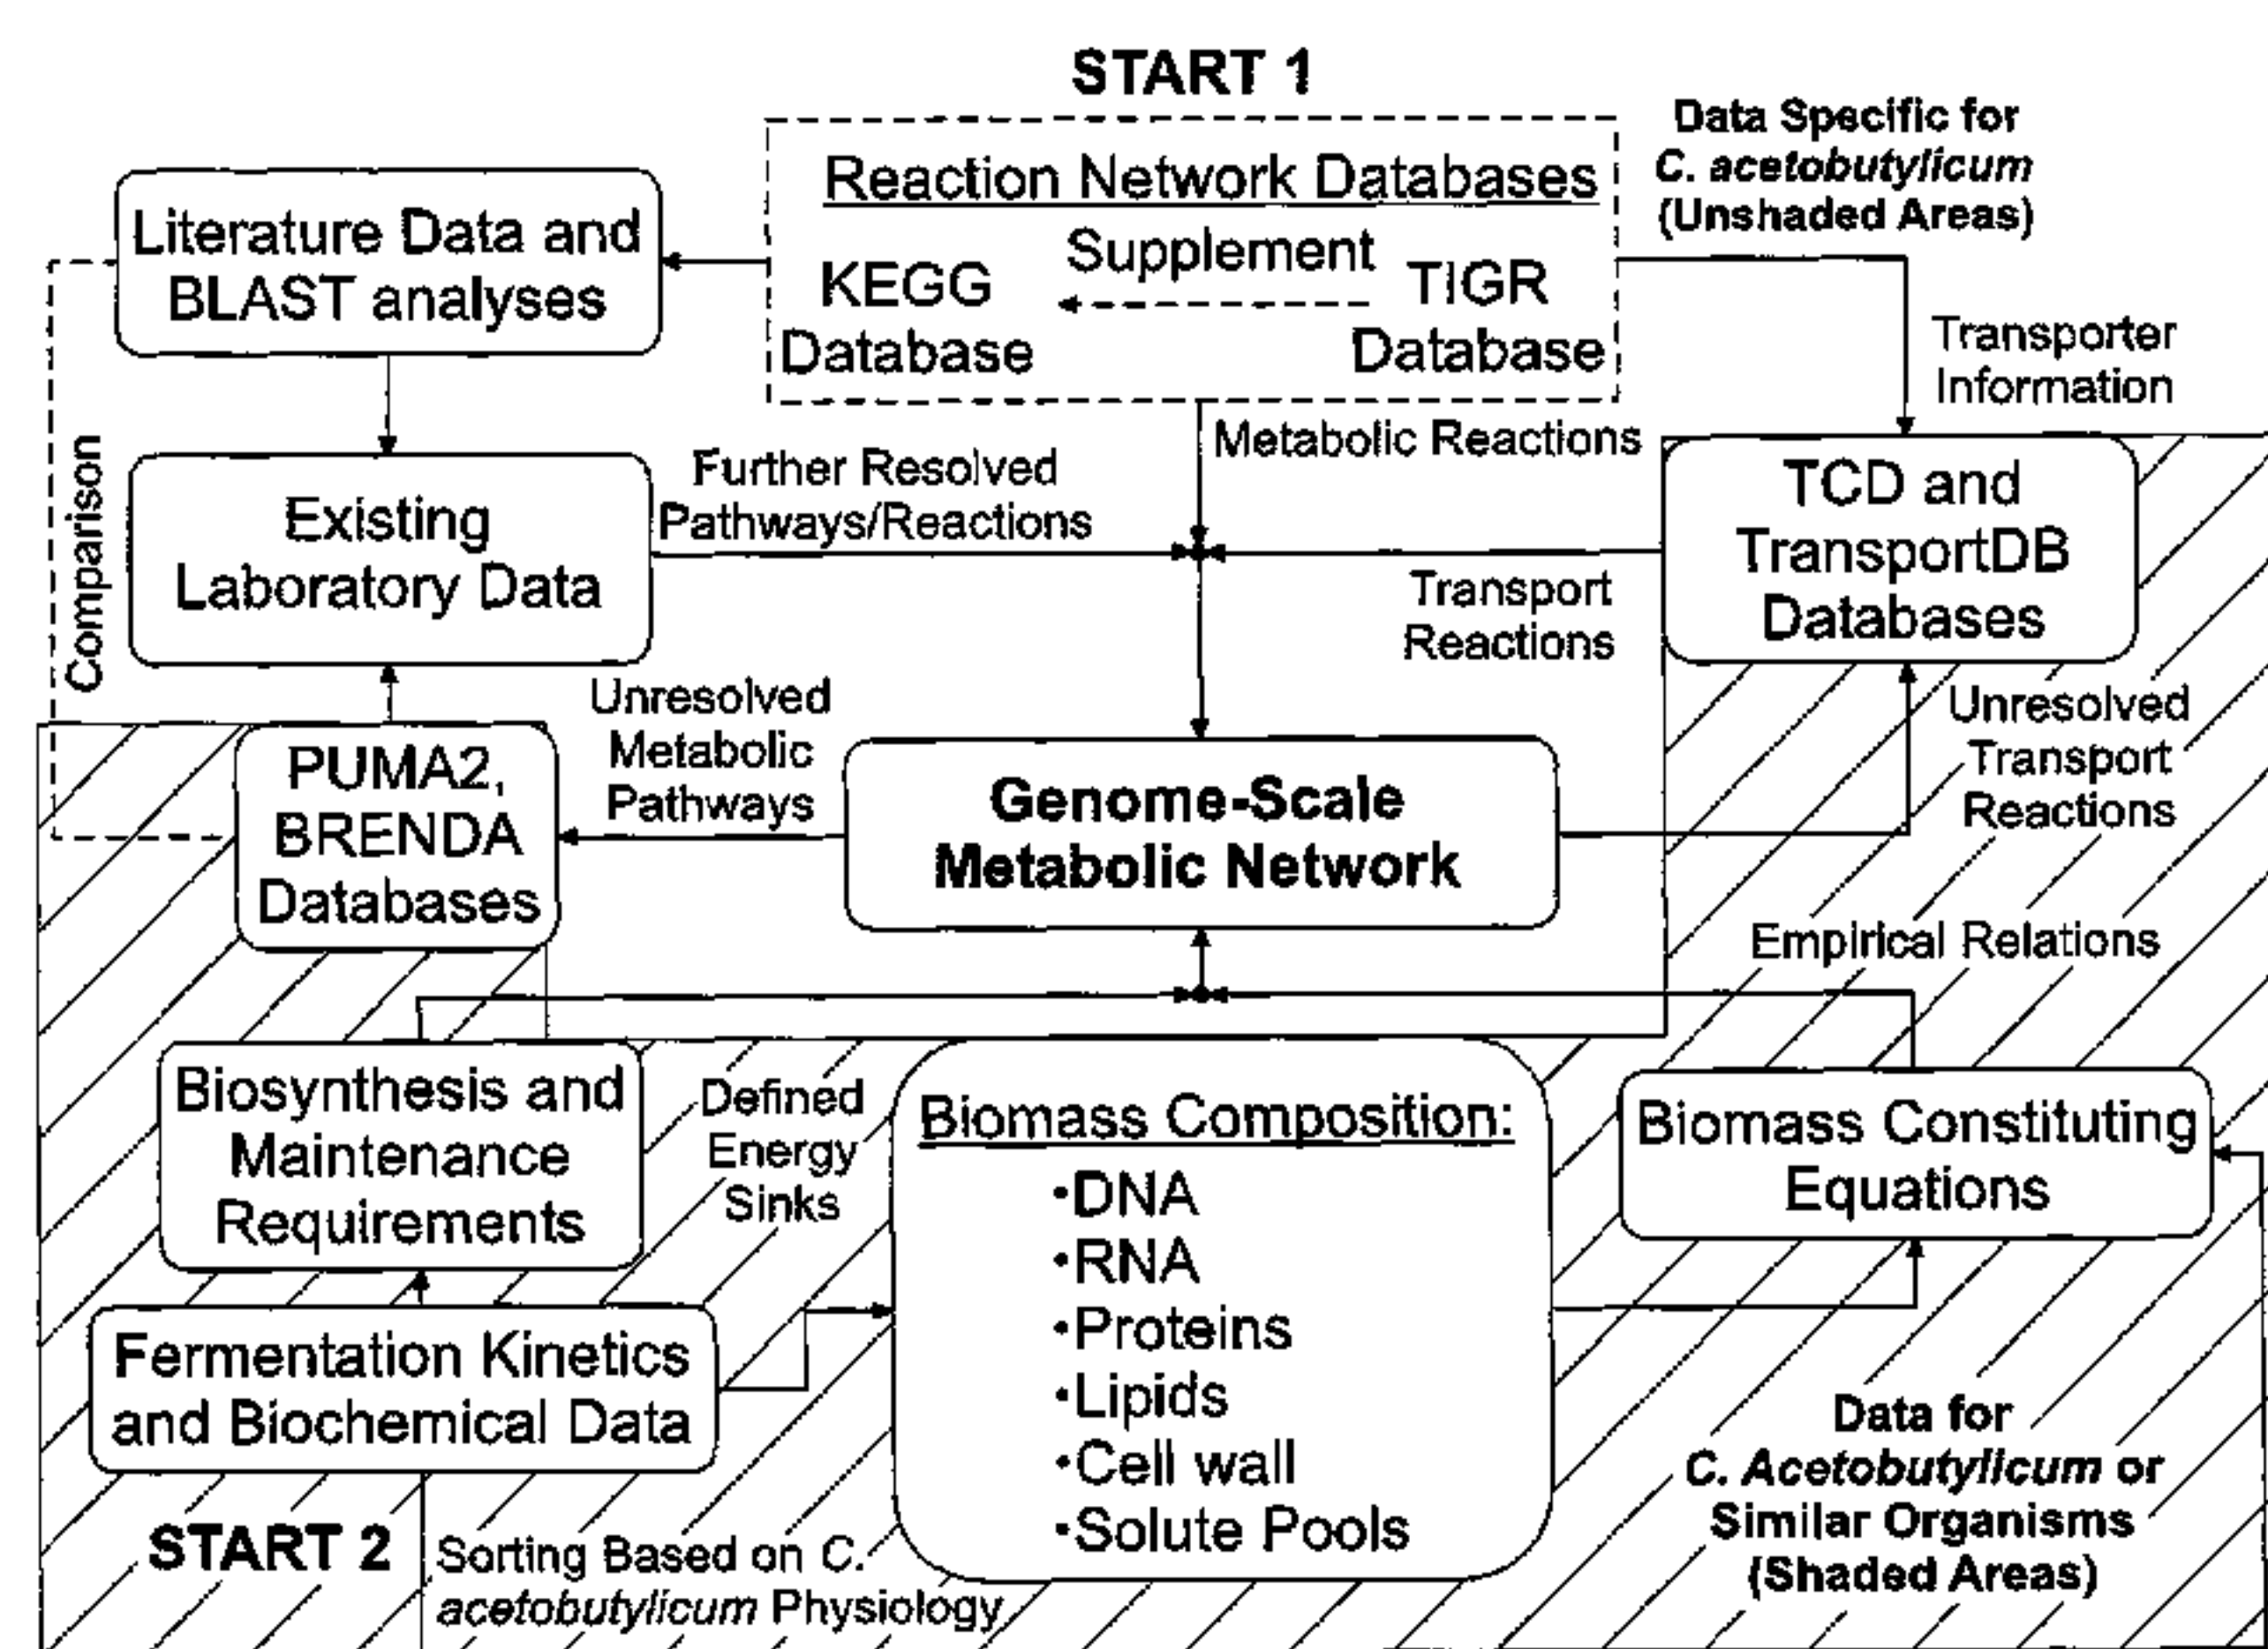 START 1
Data Specific for
C. acetobutylicum
(Unshaded Areas)
Reaction Network Databases
Supplement
KEGG
Database
TIGR
Database
Literature Data and
BLAST analyses
Transporter
Information
Metabolic Reactions
Comparison
Existing
Laboratory Data
Further Resolved
Pathways/Reactions
TCD and
TransportDB
Databases
Transport
Reactions
Unresolved
Metabolic
Pathways
Unresolved
Transport
Reactions
PUMA2,
BRENDA
Databases
Genome-Scale
Metabolic Network
Empirical Relations
Biosynthesis and
Maintenance
Requirements
Defined
Energy
Sinks
Biomass Composition:
•DNA
•RNA
•Proteins
•Lipids
•Cell wall
•Solute Pools
Biomass Constituting
Equations
Fermentation Kinetics
and Biochemical Data
Data for
C. Acetobutylicum or
Similar Organisms
(Shaded Areas)
START 2
Sorting Based on C.
acetobutylicum Physiology